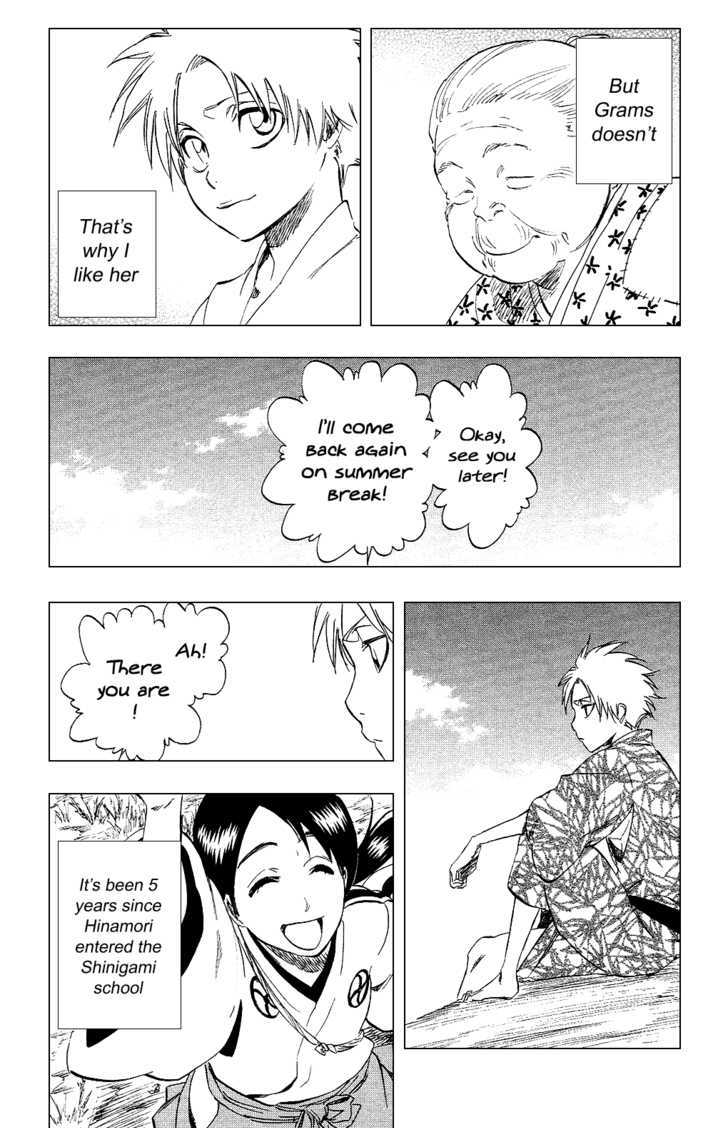 But
Grams
doesn't
That's
why I
like her
Okay,
see you
later!
I'll come
back again
on summer
break!
Ah!
There
you are
!
It's been 5
years since
Hinamori
entered the
Shinigami
school